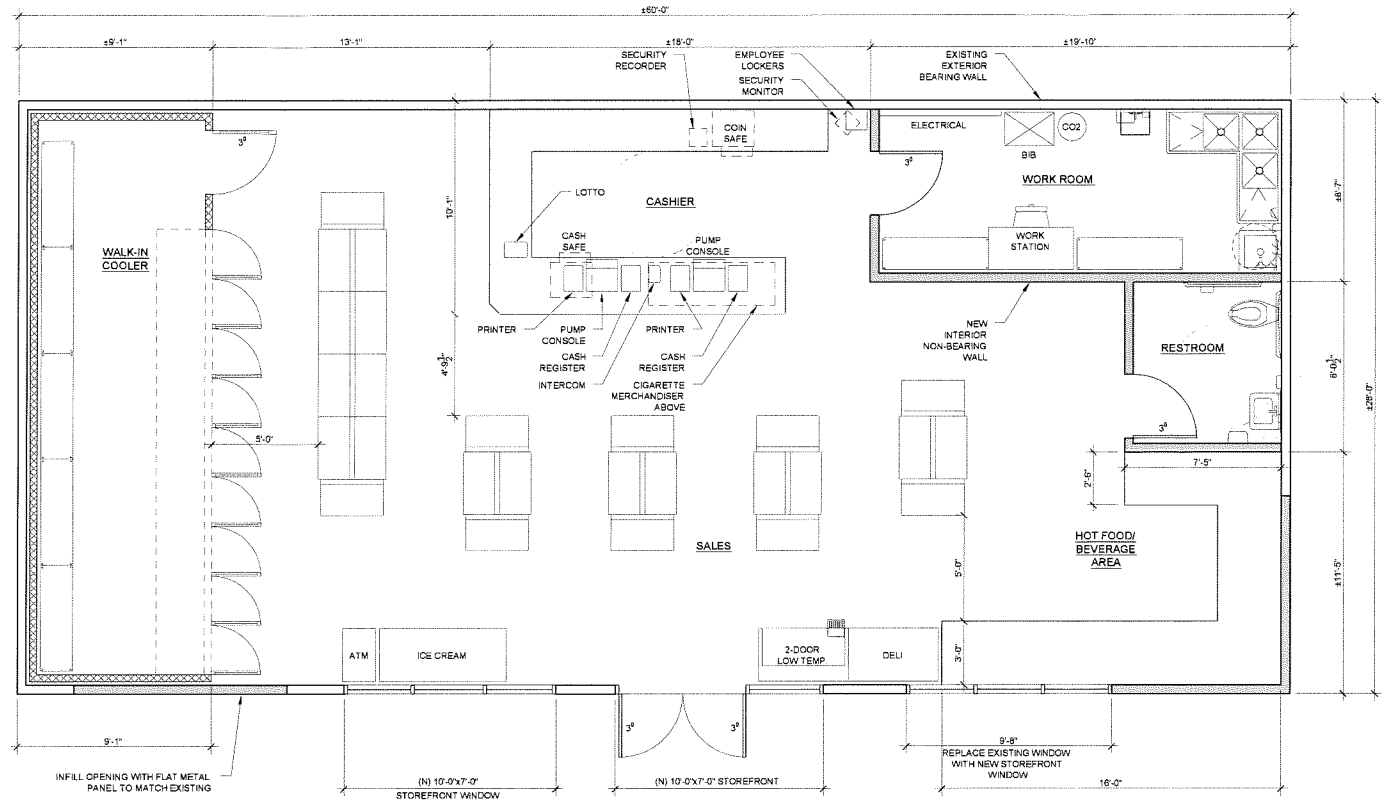 ±60'-0"
±9'-1"
13'-1"
±18'-0"
±19'-10"
SECURITY
RECORDER
EMPLOYEE
LOCKERS
SECURITY
MONITOR
EXISTING
EXTERIOR
BEARING WALL
3⁰
COIN
SAFE
ELECTRICAL
BIB
CO2
3⁰
WORK ROOM
±8'-7"
10'-1"
LOTTO
CASHIER
WALK-IN
COOLER
CASH
SAFE
PUMP
CONSOLE
WORK
STATION
PRINTER
PUMP
CONSOLE
CASH
REGISTER
INTERCOM
PRINTER
CASH
REGISTER
CIGARETTE
MERCHANDISER
ABOVE
NEW
INTERIOR
NON-BEARING
WALL
RESTROOM
4'-9½"
8'-0½"
±28'-0"
5'-0"
3⁰
7'-5"
2'-6"
SALES
HOT FOOD/
BEVERAGE
AREA
5'-0"
±11'-5"
ATM
ICE CREAM
2-DOOR
LOW TEMP
DELI
3'-0"
3⁰
3⁰
9'-1"
9'-8"
REPLACE EXISTING WINDOW
WITH NEW STOREFRONT
WINDOW
INFILL OPENING WITH FLAT METAL
PANEL TO MATCH EXISTING
(N) 10'-0"x7'-0"
STOREFRONT WINDOW
(N) 10'-0"x7'-0" STOREFRONT
16'-0"